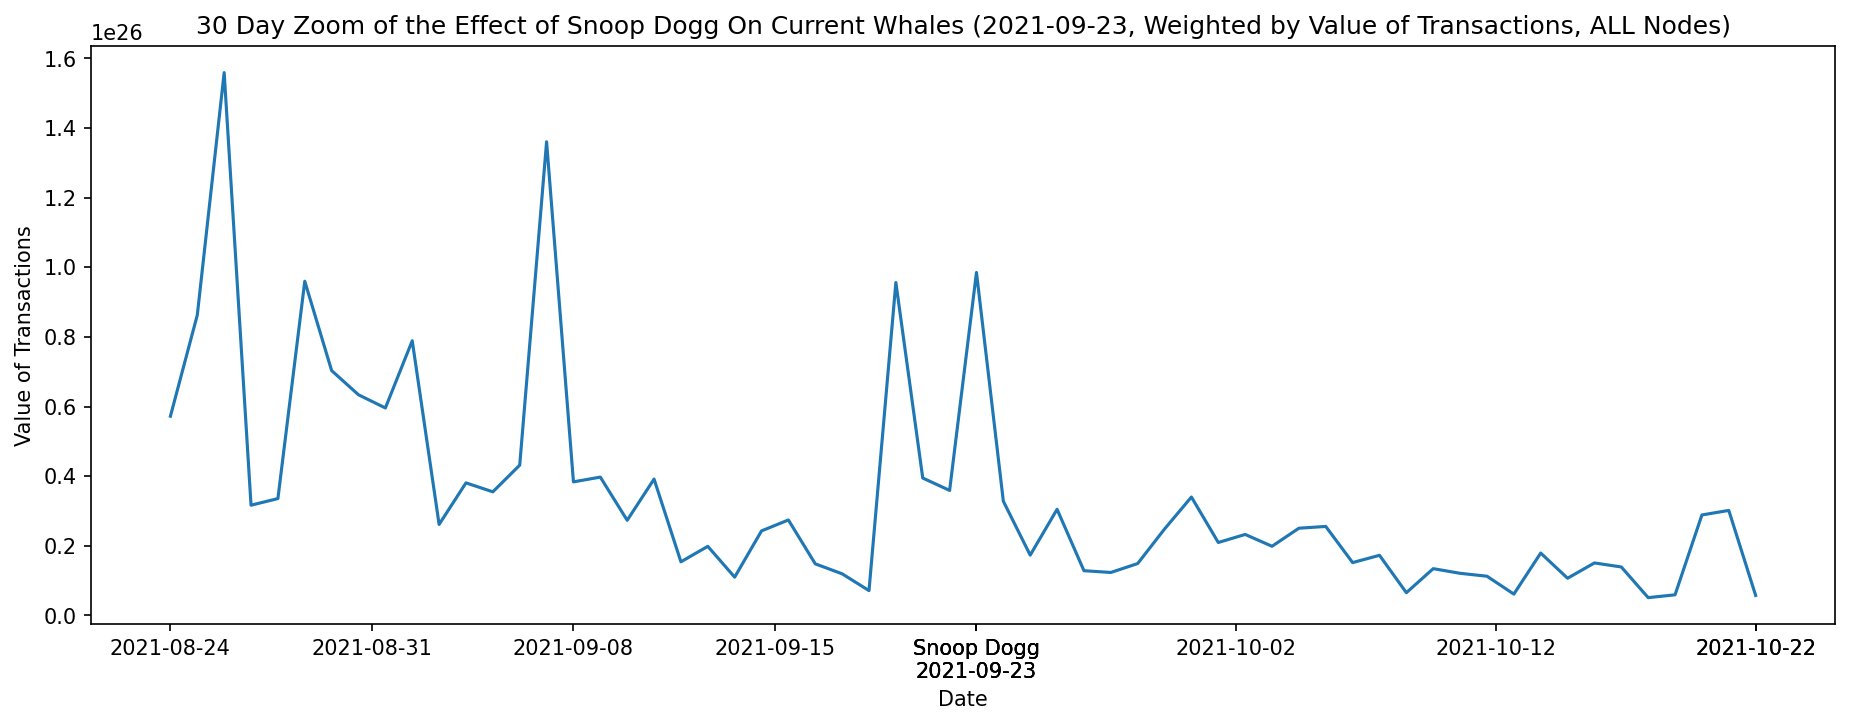 30 Day Zoom of the Effect of Snoop Dogg On Current Whales (2021-09-23, Weighted by Value of Transactions, ALL Nodes)
1e26
1.6
1.4
1.2
1.0
0.8
0.6
0.4
0.2
0.0
Value of Transactions
2021-08-24 2021-08-31 2021-09-08 2021-09-15 Snoop Dogg 2021-10-02 2021-10-12 2021-10-22
2021-09-23
Date